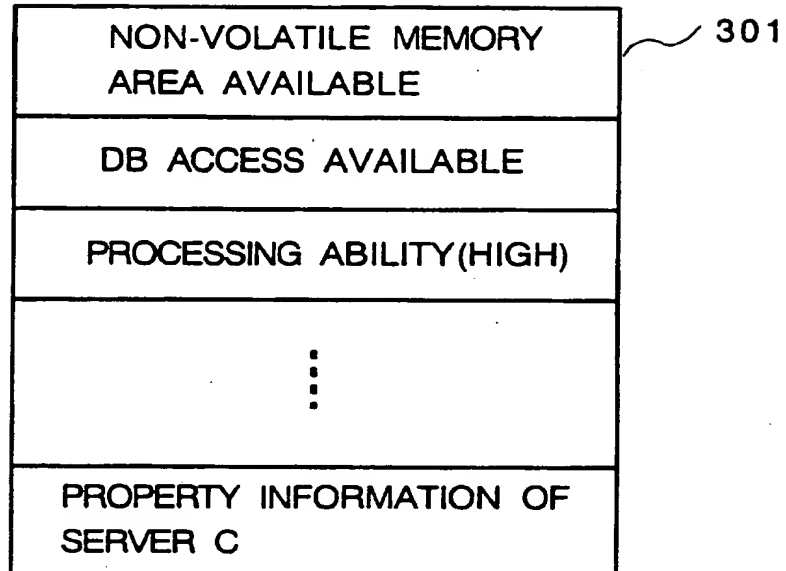 NON-VOLATILE MEMORY
AREA AVAILABLE
301
DB ACCESS AVAILABLE
PROCESSING ABILITY(HIGH)
PROPERTY INFORMATION OF
SERVER C